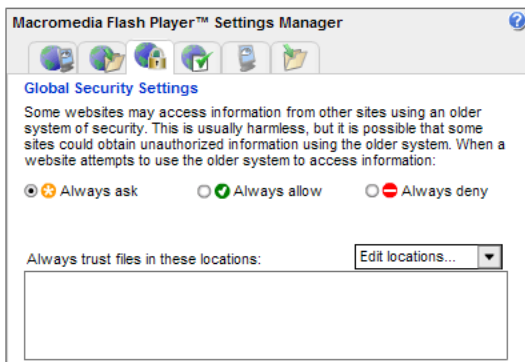 Macromedia Flash Player™ Settings Manager
?
Global Security Settings
Some websites may access information from other sites using an older
system of security. This is usually harmless, but it is possible that some
sites could obtain unauthorized information using the older system. When a
website attempts to use the older system to access information:
Always ask Always allow Always deny
Always trust files in these locations: Edit locations...